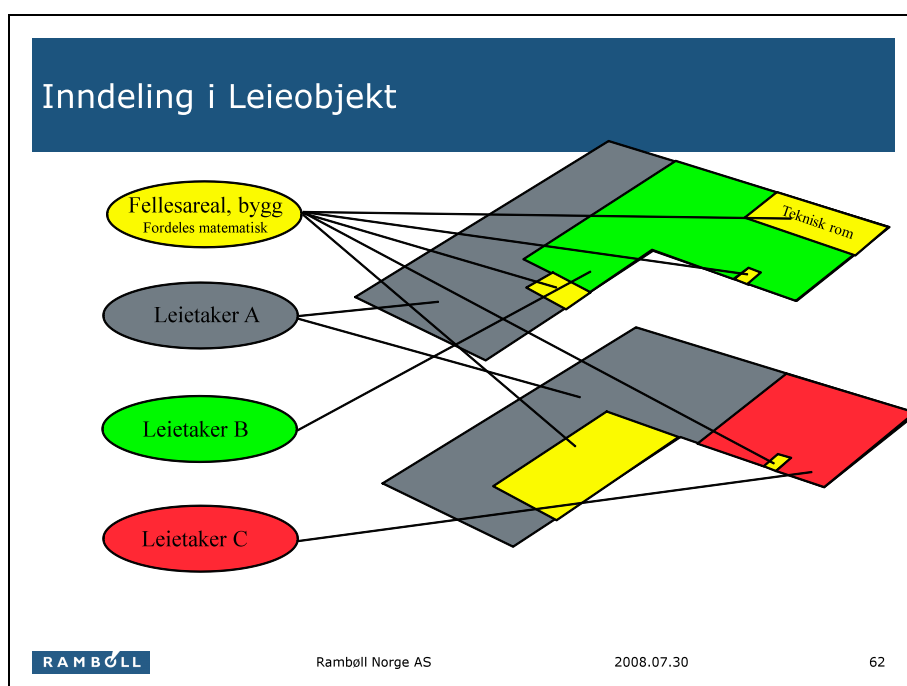 Inndeling i Leieobjekt
Fellesareal, bygg
Fordeles matematisk
Teknisk rom
Leietaker A
Leietaker B
Leietaker C
RAMBØLL
Rambøll Norge AS
2008.07.30
62